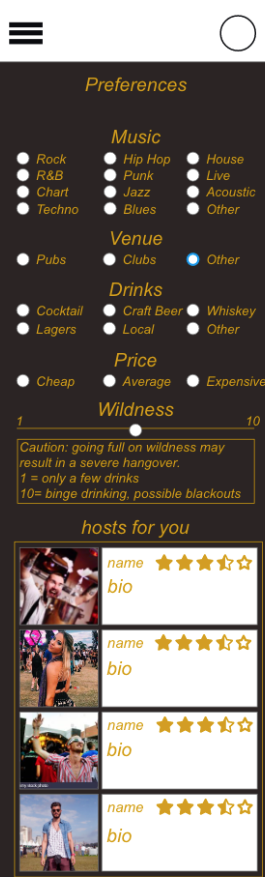 Preferences
Music
Rock Hip Hop House
R&B Punk Live
Chart Jazz Acoustic
Techno Blues Other
Venue
Pubs Clubs Other
Drinks
Cocktail Craft Beer Whiskey
Lagers Local Other
Price
Cheap Average Expensive
Wildness
1 10
Caution: going full on wildness may
result in a severe hangover.
1 = only a few drinks
10= binge drinking, possible blackouts
hosts for you
name
bio
name
bio
name
bio
name
bio